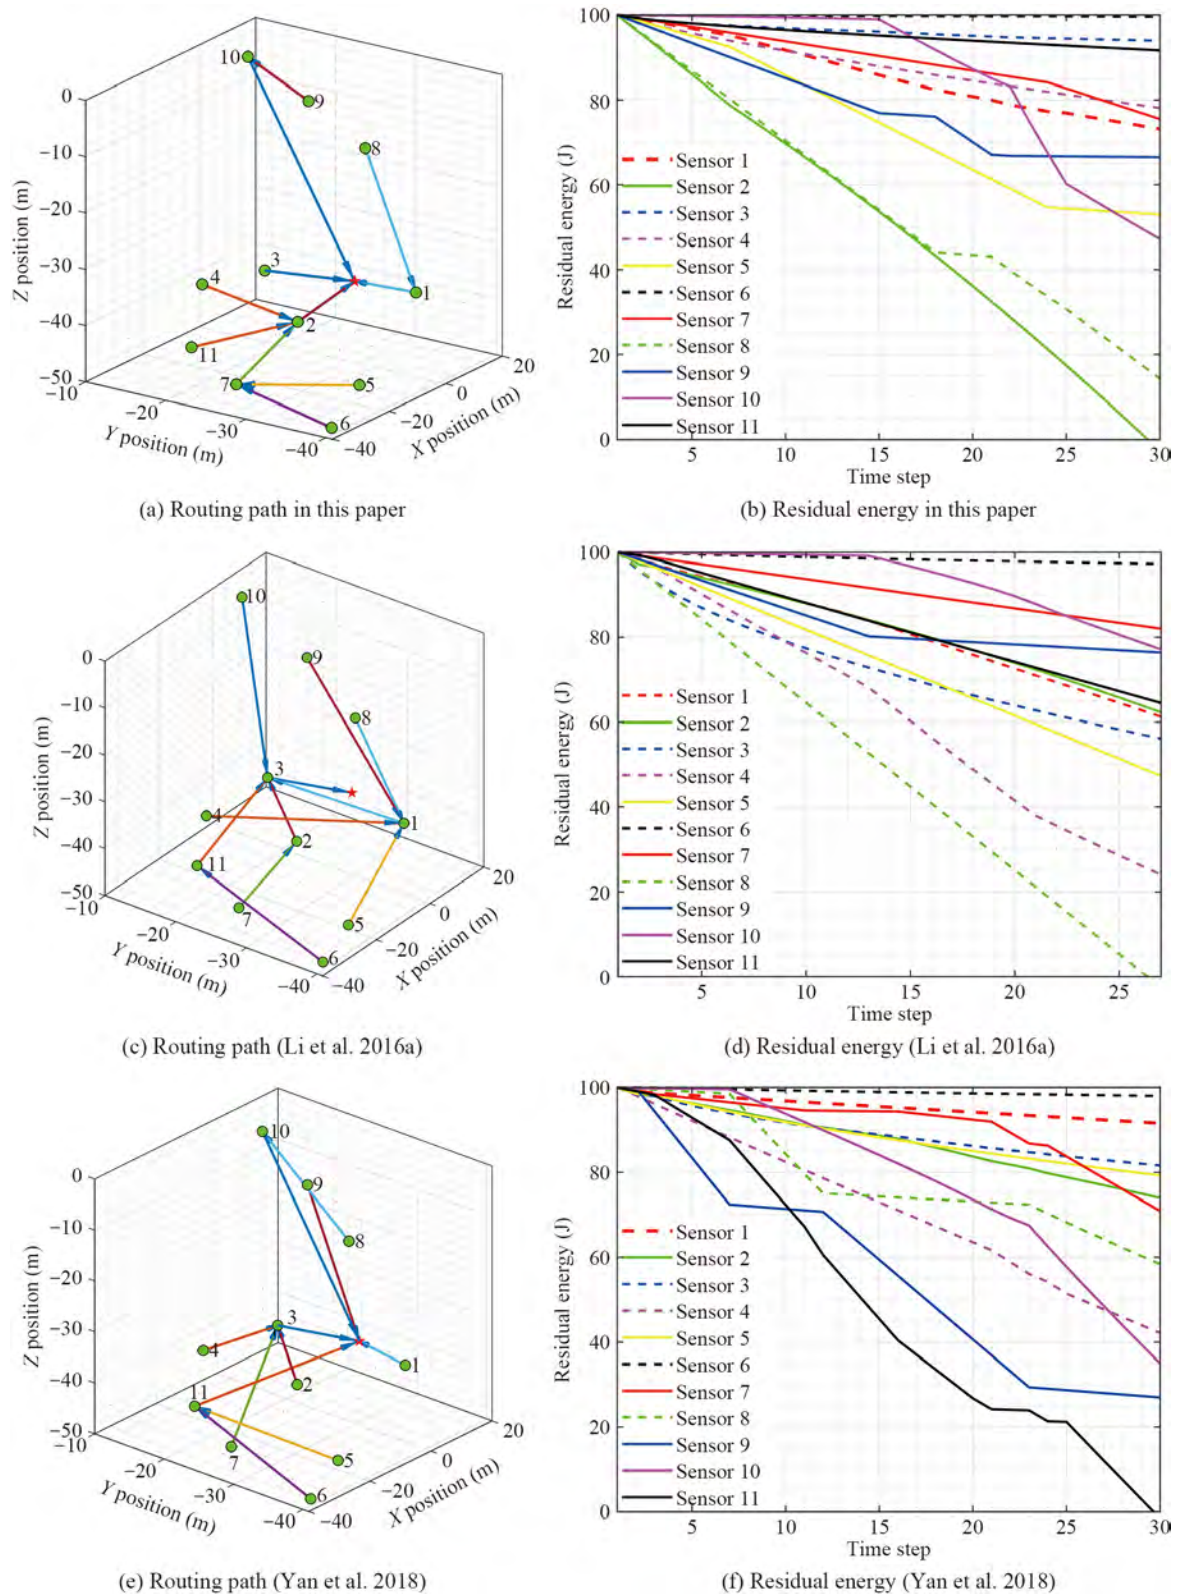 10
9
8
0
−10
−20
−30
−40
−50
Z position (m)
3
4
1
2
11
7
5
6
−10
−20
−30
−40
Y position (m)
−40
−20
0
20
X position (m)
(a) Routing path in this paper
100
80
60
40
20
0
Residual energy (J)
Sensor 1
Sensor 2
Sensor 3
Sensor 4
Sensor 5
Sensor 6
Sensor 7
Sensor 8
Sensor 9
Sensor 10
Sensor 11
5 10 15 20 25 30
Time step
(b) Residual energy in this paper
10
9
8
0
−10
−20
−30
−40
−50
Z position (m)
3
4
1
2
11
7
5
6
−10
−20
−30
−40
Y position (m)
−40
−20
0
20
X position (m)
(c) Routing path (Li et al. 2016a)
100
80
60
40
20
0
Residual energy (J)
Sensor 1
Sensor 2
Sensor 3
Sensor 4
Sensor 5
Sensor 6
Sensor 7
Sensor 8
Sensor 9
Sensor 10
Sensor 11
5 10 15 20 25
Time step
(d) Residual energy (Li et al. 2016a)
10
9
8
0
−10
−20
−30
−40
−50
Z position (m)
3
4
1
2
11
7
5
6
−10
−20
−30
−40
Y position (m)
−40
−20
0
20
X position (m)
(e) Routing path (Yan et al. 2018)
100
80
60
40
20
0
Residual energy (J)
Sensor 1
Sensor 2
Sensor 3
Sensor 4
Sensor 5
Sensor 6
Sensor 7
Sensor 8
Sensor 9
Sensor 10
Sensor 11
5 10 15 20 25 30
Time step
(f) Residual energy (Yan et al. 2018)